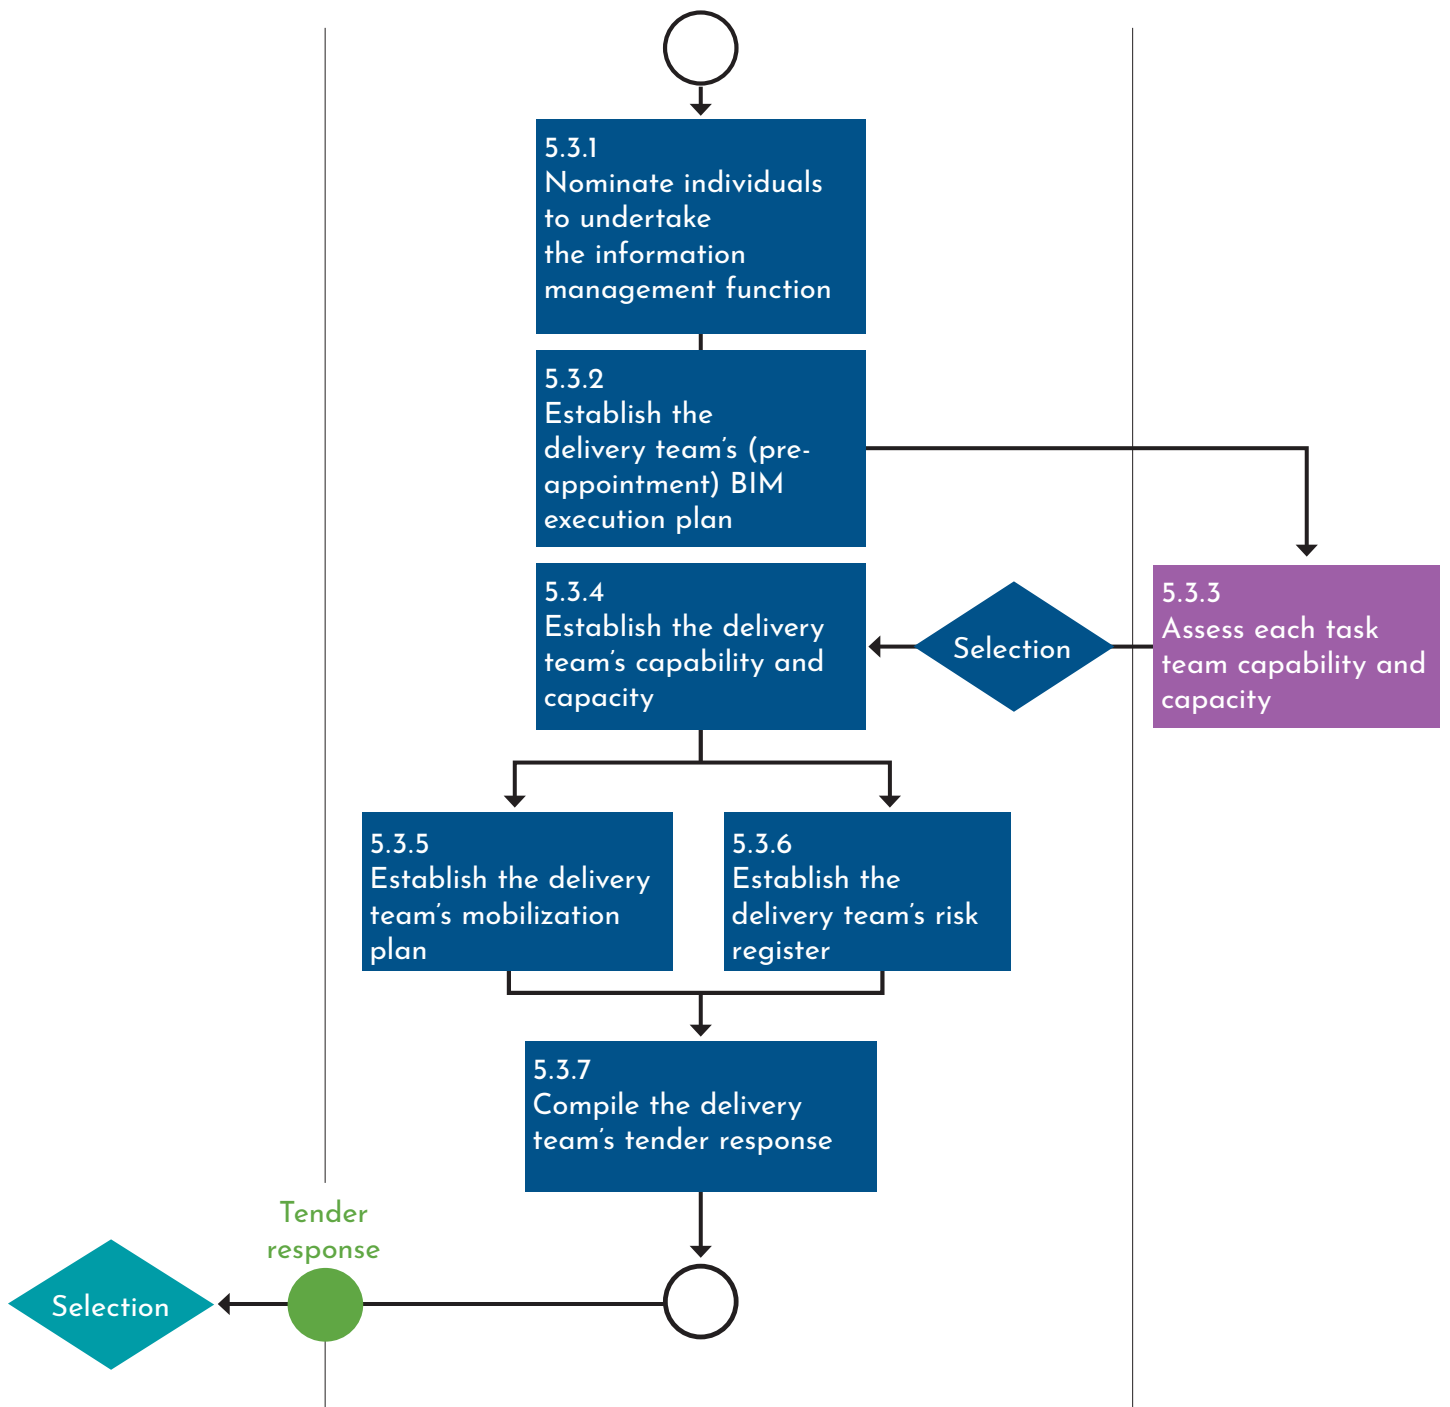 5.3.1
Nominate individuals
to undertake
the information
management function
5.3.2
Establish the
delivery team's (pre-
appointment) BIM
execution plan
5.3.4
Establish the delivery
team's capability and
capacity
Selection
5.3.3
Assess each task
team capability and
capacity
5.3.5
Establish the delivery
team's mobilization
plan
5.3.6
Establish the
delivery team's risk
register
5.3.7
Compile the delivery
team's tender response
Tender
response
Selection